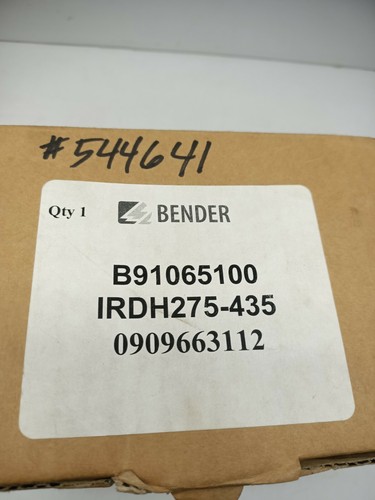 #544641
Qty 1 BENDER
B91065100
IRDH275-435
0909663112